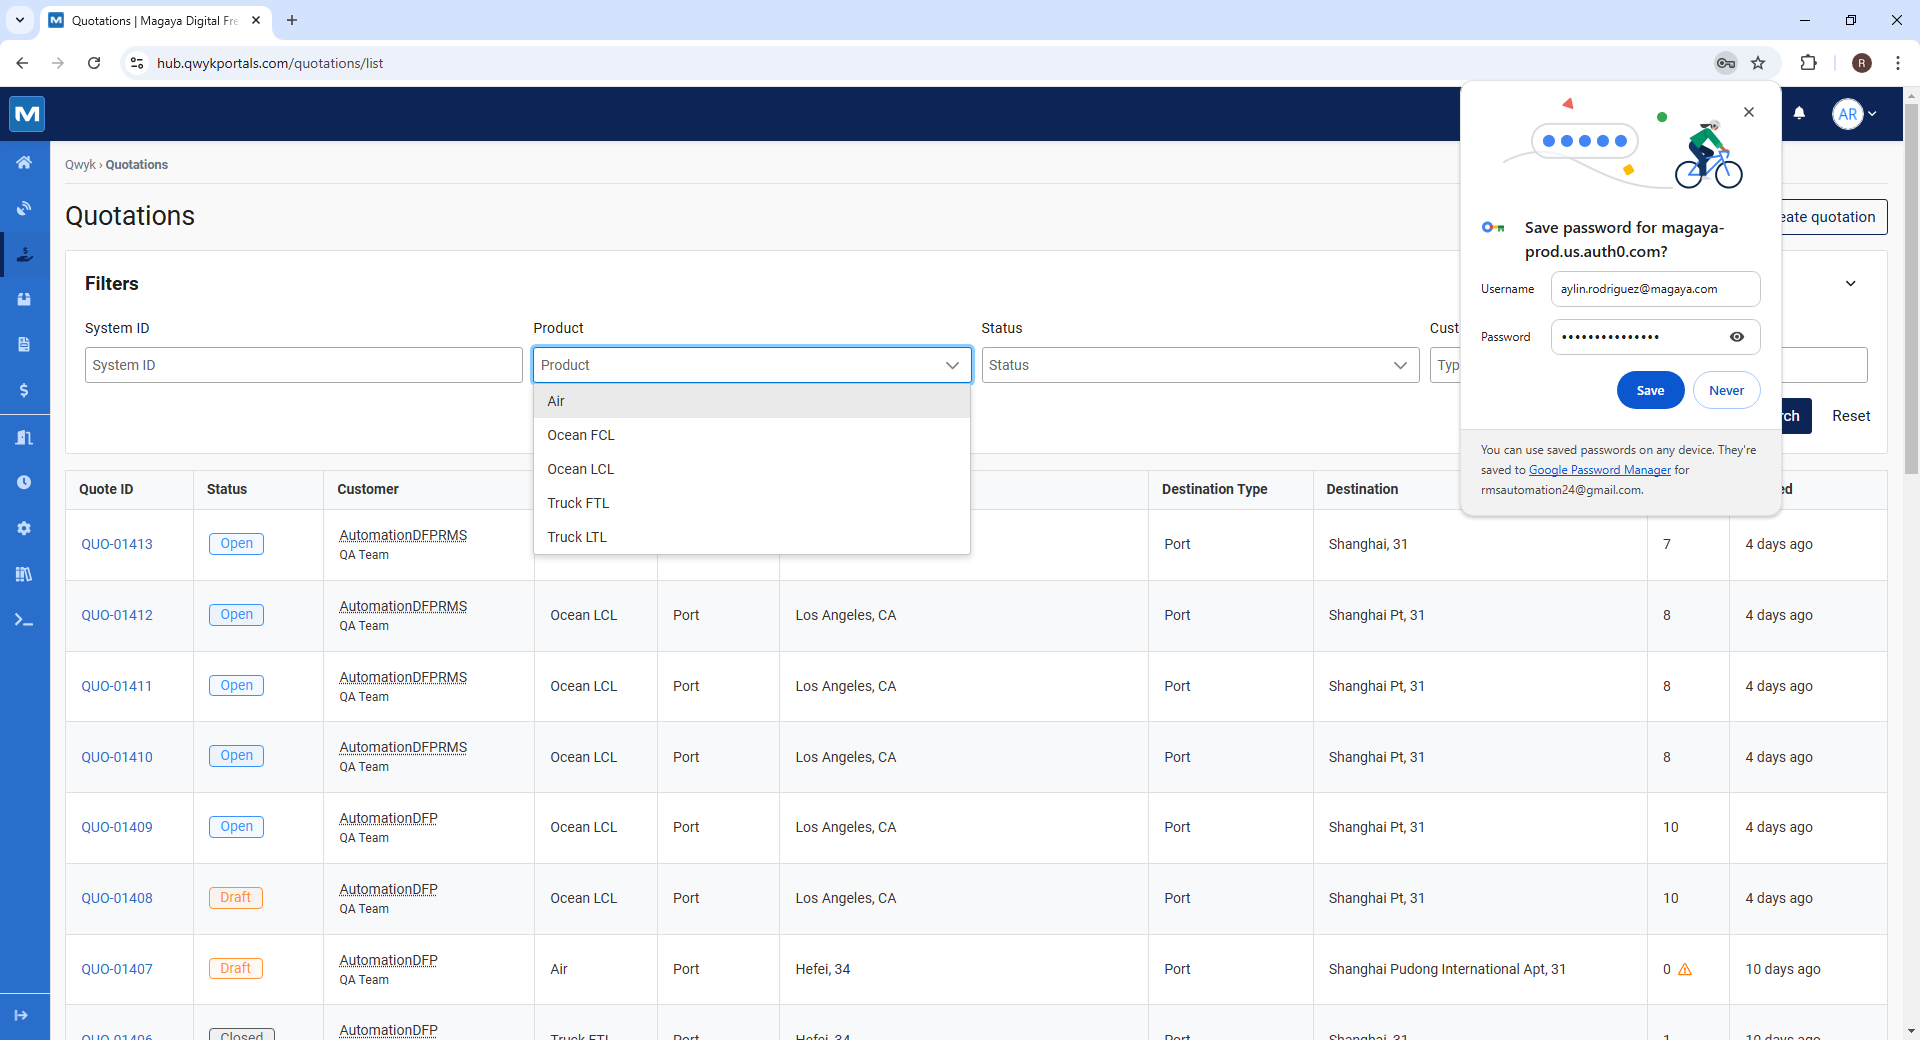 Quotations | Magaya Digital Fre
hub.qwykportals.com/quotations/list
R
AR
Qwyk › Quotations
Quotations
eate quotation
Filters
System ID
Product
Status
Cust
System ID
Product
Status
Typ
Air
Ocean FCL
Ocean LCL
Truck FTL
Truck LTL
rch
Reset
Save password for magaya-
prod.us.auth0.com?
Username
aylin.rodriguez@magaya.com
Password
•••••••••••••••
Save
Never
You can use saved passwords on any device. They're
saved to Google Password Manager for
rmsautomation24@gmail.com.
Quote ID Status Customer Destination Type Destination ed
QUO-01413 Open AutomationDFPRMS Port Shanghai, 31 7 4 days ago
QA Team
QUO-01412 Open AutomationDFPRMS Ocean LCL Port Los Angeles, CA Port Shanghai Pt, 31 8 4 days ago
QA Team
QUO-01411 Open AutomationDFPRMS Ocean LCL Port Los Angeles, CA Port Shanghai Pt, 31 8 4 days ago
QA Team
QUO-01410 Open AutomationDFPRMS Ocean LCL Port Los Angeles, CA Port Shanghai Pt, 31 8 4 days ago
QA Team
QUO-01409 Open AutomationDFP Ocean LCL Port Los Angeles, CA Port Shanghai Pt, 31 10 4 days ago
QA Team
QUO-01408 Draft AutomationDFP Ocean LCL Port Los Angeles, CA Port Shanghai Pt, 31 10 4 days ago
QA Team
QUO-01407 Draft AutomationDFP Air Port Hefei, 34 Port Shanghai Pudong International Apt, 31 0 10 days ago
QA Team
QUO-01406 Closed AutomationDFP Truck FTL Port Hefei, 34 Port Shanghai, 31 1 10 days ago